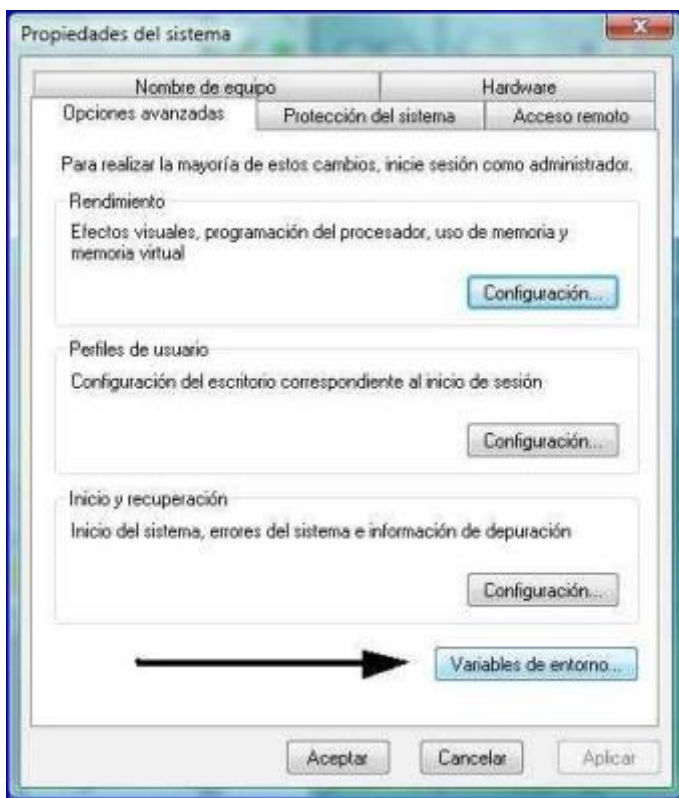 Propiedades del sistema
Nombre de equipo
Hardware
Opciones avanzadas
Protección del sistema
Acceso remoto
Para realizar la mayoría de estos cambios, inicie sesión como administrador.
Rendimiento
Efectos visuales, programación del procesador, uso de memoria y
memoria virtual
Configuración...
Perfiles de usuario
Configuración del escritorio correspondiente al inicio de sesión
Configuración...
Inicio y recuperación
Inicio del sistema, errores del sistema e información de depuración
Configuración...
Variables de entorno...
Aceptar
Cancelar
Aplicar